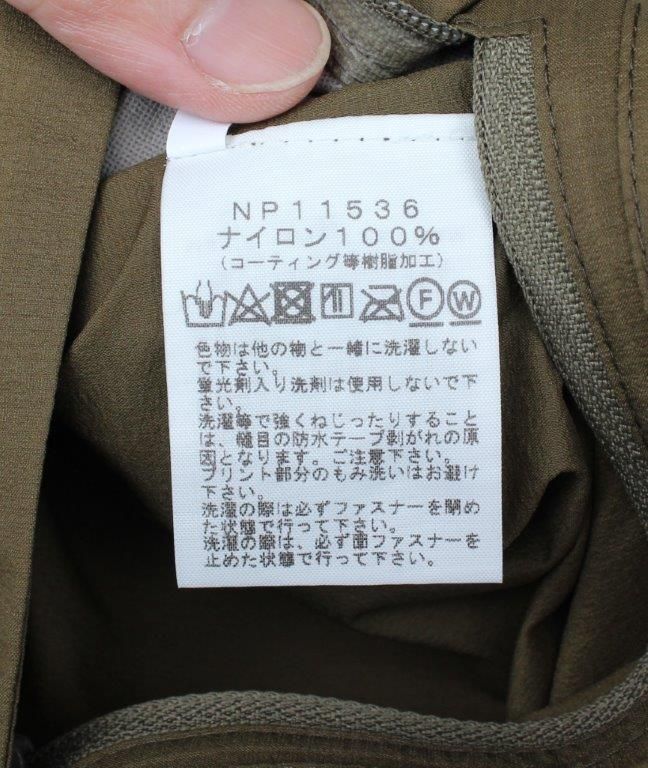 NP11536
ナイロン100%
(コーティング等樹脂加工)
F W
色物は他の物と一緒に洗濯しない
で下さい。
蛍光剤入り洗剤は使用しないで下
さい。
洗濯等で強くねじったりすること
は、縫目の防水テープ剥がれの原
因となります。ご注意下さい。
プリント部分のもみ洗いはお避け
下さい。
洗濯の際は必ずファスナーを閉め
た状態で行って下さい。
洗濯の際は、必ず面ファスナーを
止めた状態で行って下さい。